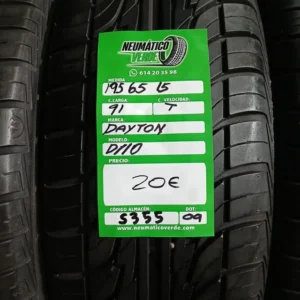 NEUMÁTICO
VERDE
614 20 35 98
MEDIDA
195 65 15
I. CARGA C. VELOCIDAD
91 T
MARCA
DAYTON
MODELO
D110
PRECIO
20€
CÓDIGO ALMACÉN DOT
S355 09
www.neumaticoverde.com